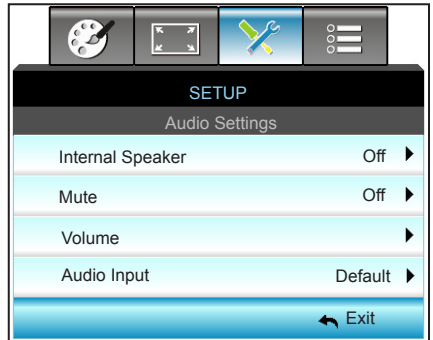 SETUP
Audio Settings
Internal Speaker Off
Mute Off
Volume
Audio Input Default
Exit